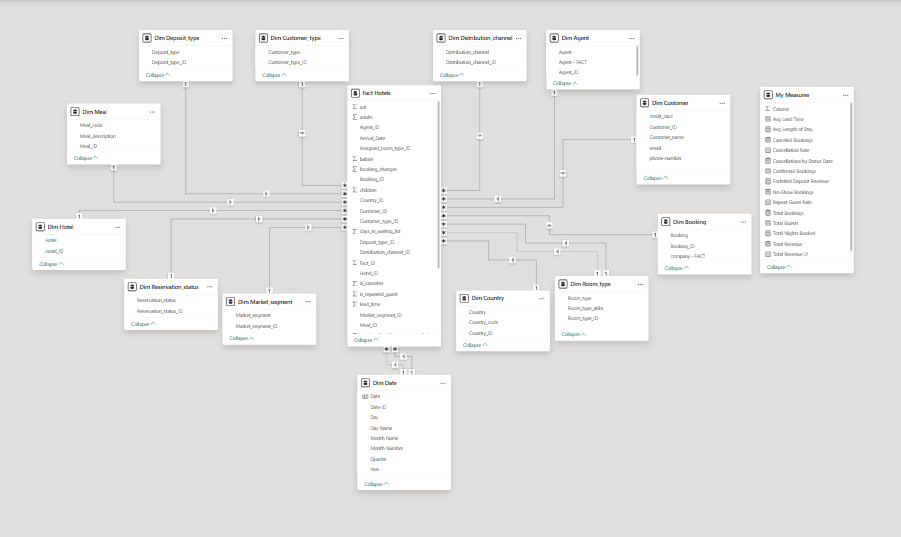 Dim Deposit_type
Deposit_type
Deposit_type_ID
Collapse
Dim Customer_type
Customer_type
Customer_type_ID
Collapse
Dim Distribution_channel
Distribution_channel
Distribution_channel_ID
Collapse
Dim Agent
Agent
Agent - FACT
Agent_ID
Collapse
Dim Meal
Meal_code
Meal_description
Meal_ID
Collapse
Fact Hotels
adr
adults
Agent_ID
Arrival_Date
Assigned_room_type_ID
babies
booking_changes
Booking_ID
children
Country_ID
Customer_ID
Customer_type_ID
days_in_waiting_list
Deposit_type_ID
Distribution_channel_ID
Fact_ID
Hotel_ID
is_canceled
is_repeated_guest
lead_time
Market_segment_ID
Meal_ID
Collapse
Dim Customer
credit_card
Customer_ID
Customer_name
email
phone-number
Collapse
My Measures
Column
Avg Lead Time
Avg Length of Stay
Canceled Bookings
Cancellation Rate
Cancellations by Status Date
Confirmed Bookings
Forfeited Deposit Revenue
No-Show Bookings
Repeat Guest Rate
Total Bookings
Total Guests
Total Nights Booked
Total Revenue
Total Revenue LY
Collapse
Dim Hotel
Hotel
Hotel_ID
Collapse
Dim Booking
Booking
Booking_ID
company - FACT
Collapse
Dim Reservation_status
Reservation_status
Reservation_status_ID
Collapse
Dim Market_segment
Market_segment
Market_segment_ID
Collapse
Dim Country
Country
Country_code
Country_ID
Collapse
Dim Room_type
Room_type
Room_type_ID
Collapse
Dim Date
Date
Date ID
Day
Day Name
Month Name
Month Number
Quarter
Year
Collapse